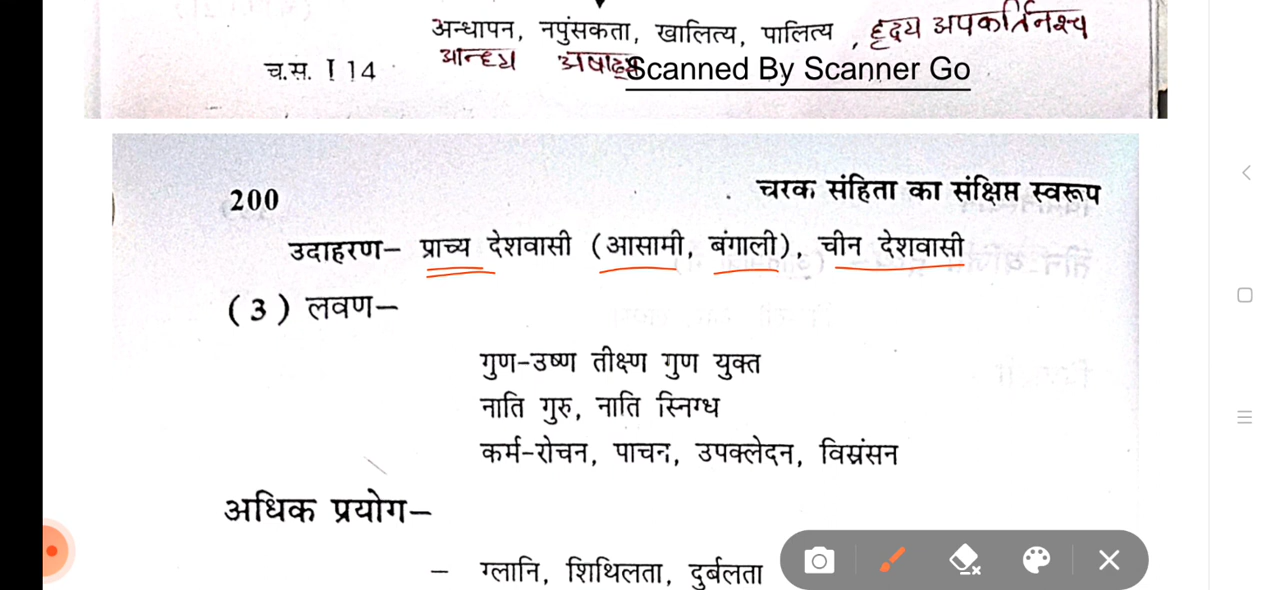 अन्धापन, नपुंसकता, खालित्य, पालित्य , हृदय अपकर्तिनश्च
आन्ध्य
च.स. I 14
Scanned By Scanner Go
200
चरक संहिता का संक्षिप्त स्वरूप
उदाहरण– प्राच्य देशवासी (आसामी, बंगाली), चीन देशवासी
(3) लवण–
गुण-उष्ण तीक्ष्ण गुण युक्त
नाति गुरु, नाति स्निग्ध
कर्म-रोचन, पाचन, उपक्लेदन, विस्रंसन
अधिक प्रयोग–
– ग्लानि, शिथिलता, दुर्बलता